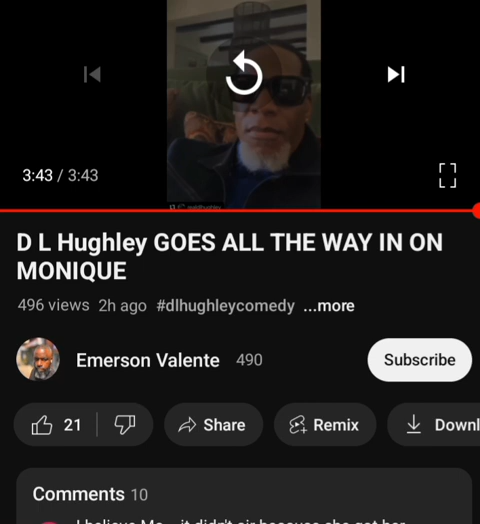 3:43 / 3:43
D L Hughley GOES ALL THE WAY IN ON
MONIQUE
496 views 2h ago #dlhughleycomedy ...more
Emerson Valente 490
Subscribe
21
Share
Remix
Downl
Comments 10